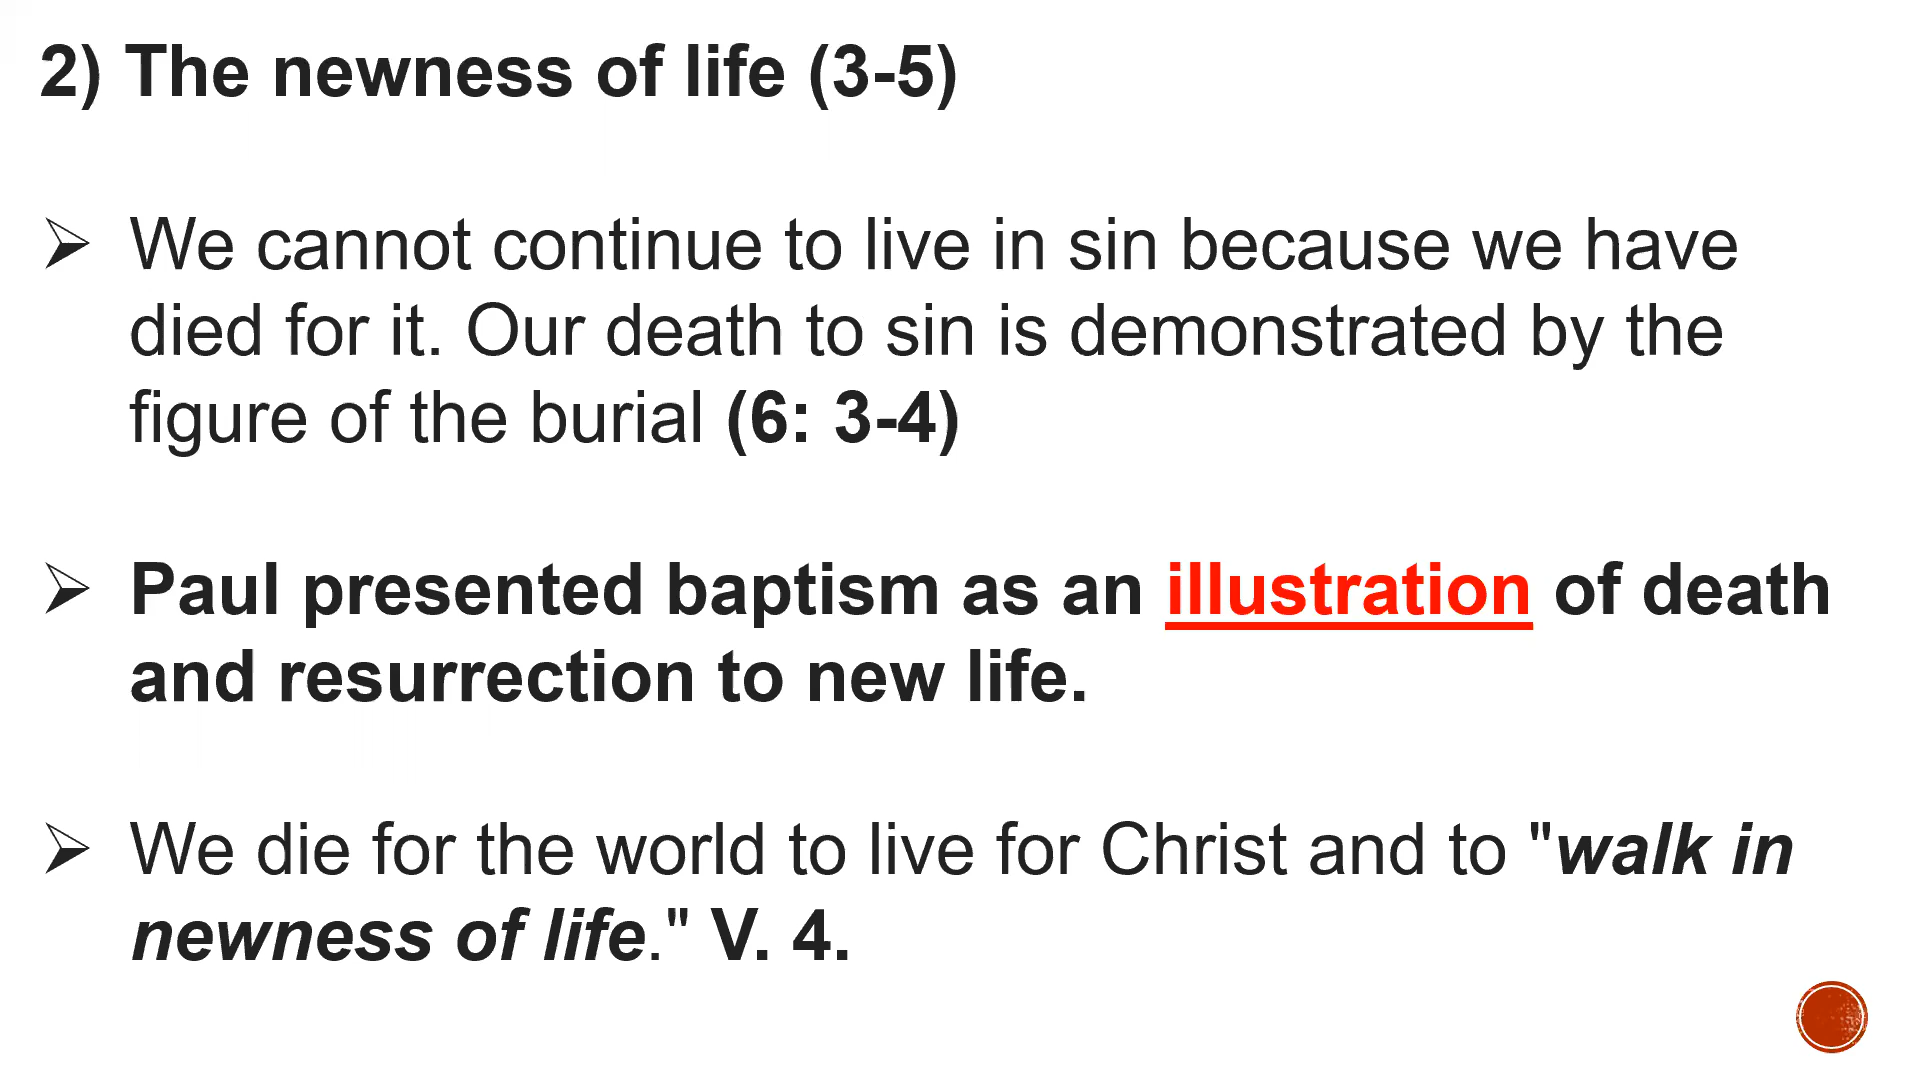 2) The newness of life (3-5)
➢ We cannot continue to live in sin because we have
died for it. Our death to sin is demonstrated by the
figure of the burial (6: 3-4)
➢ Paul presented baptism as an illustration of death
and resurrection to new life.
➢ We die for the world to live for Christ and to "walk in
newness of life." V. 4.